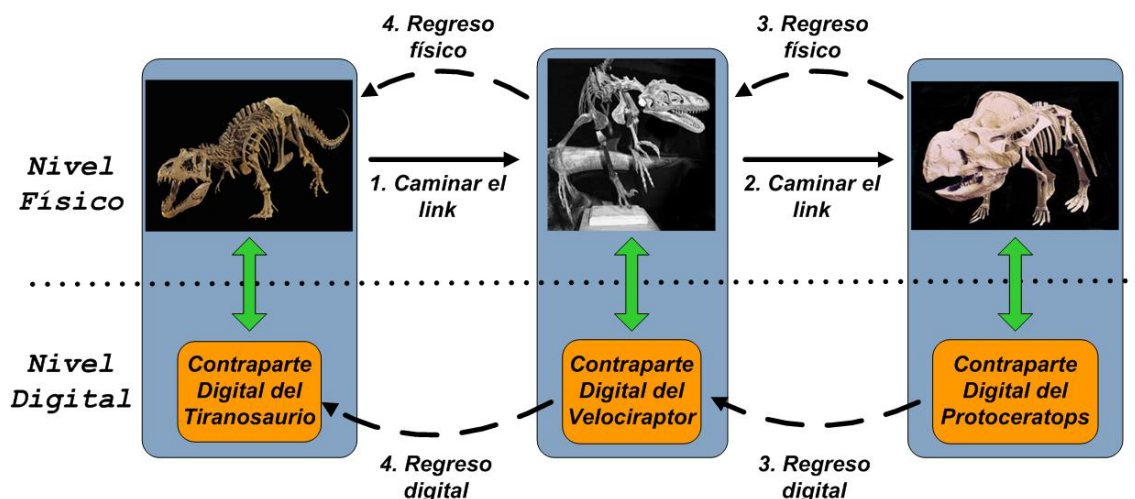 4. Regreso
físico
3. Regreso
físico
Nivel
Físico
1. Caminar el
link
2. Caminar el
link
Nivel
Digital
Contraparte
Digital del
Tiranosaurio
Contraparte
Digital del
Velociraptor
Contraparte
Digital del
Protoceratops
4. Regreso
digital
3. Regreso
digital